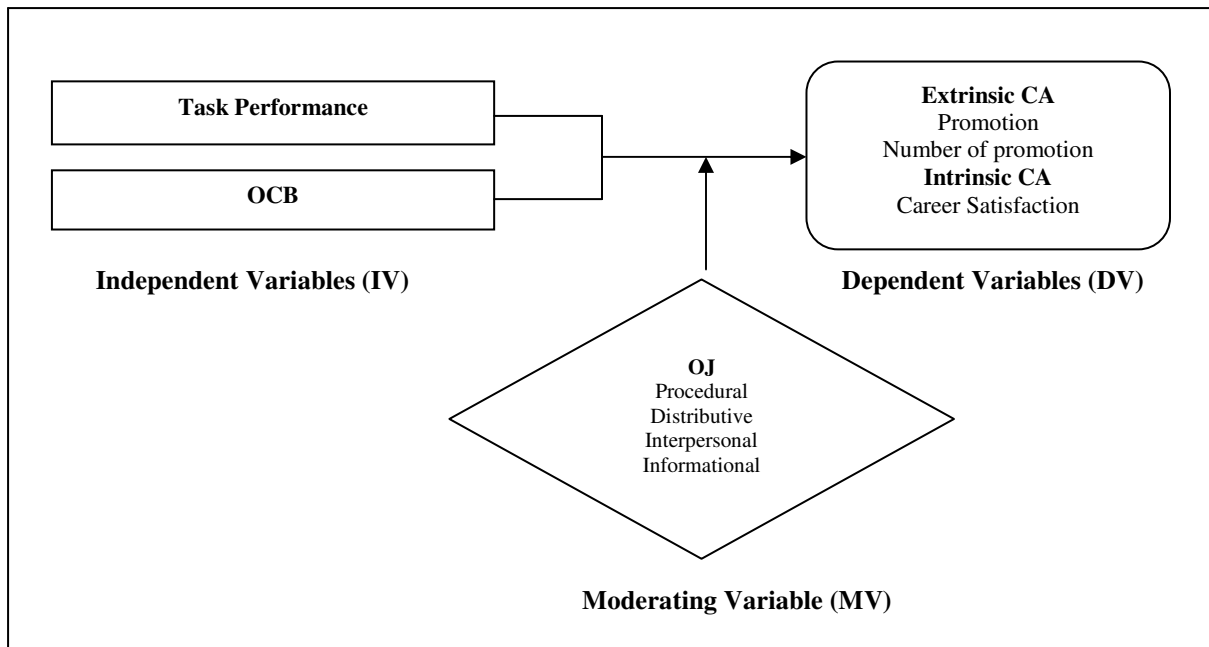 Task Performance
OCB
Independent Variables (IV)
Extrinsic CA
Promotion
Number of promotion
Intrinsic CA
Career Satisfaction
Dependent Variables (DV)
OJ
Procedural
Distributive
Interpersonal
Informational
Moderating Variable (MV)